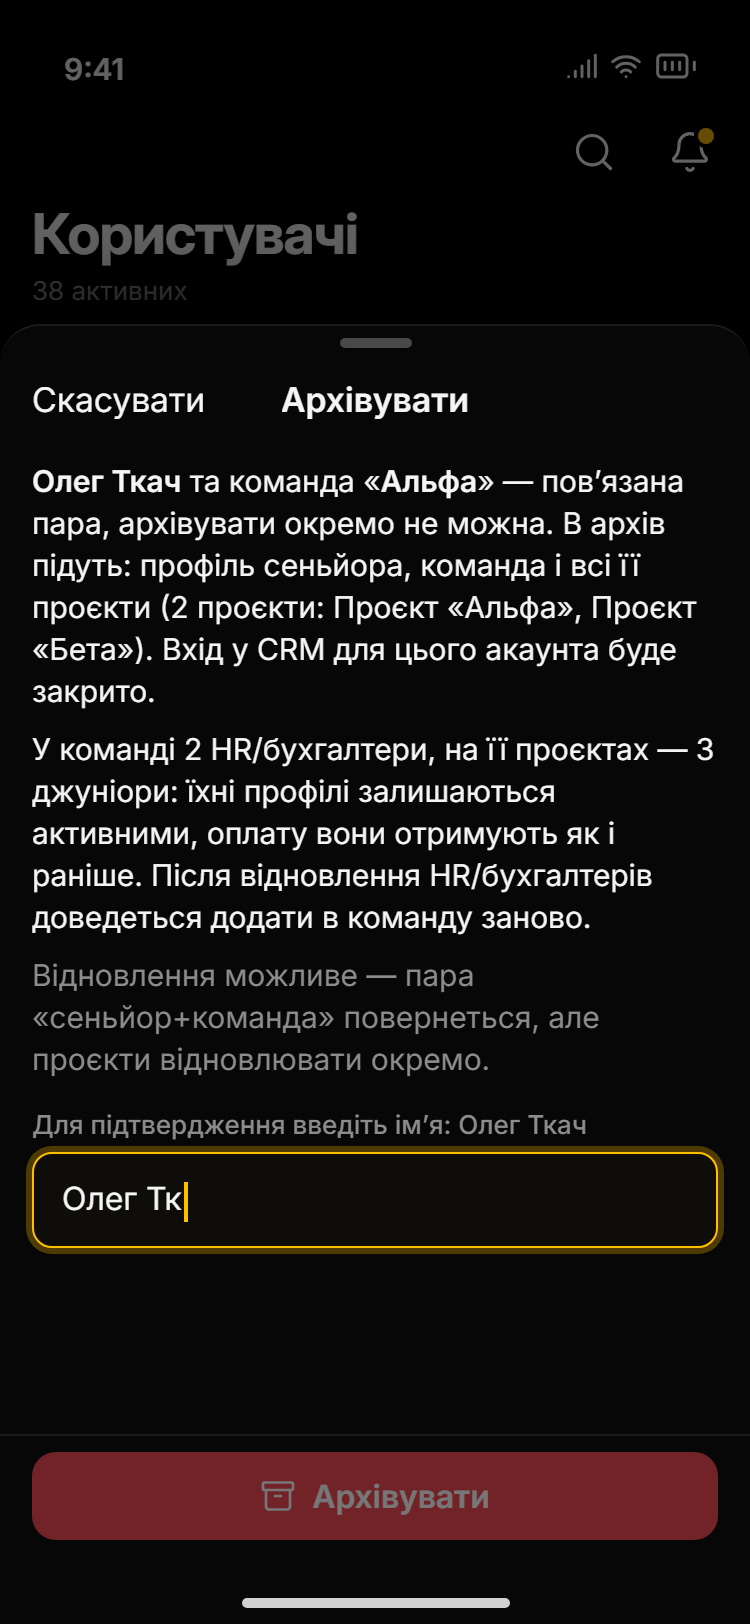 9:41
Користувачі
38 активних
Скасувати
Архівувати
Олег Ткач та команда «Альфа» — пов’язана
пара, архівувати окремо не можна. В архів
підуть: профіль сеньйора, команда і всі її
проєкти (2 проєкти: Проєкт «Альфа», Проєкт
«Бета»). Вхід у CRM для цього акаунта буде
закрито.
У команді 2 HR/бухгалтери, на її проєктах — 3
джуніори: їхні профілі залишаються
активними, оплату вони отримують як і
раніше. Після відновлення HR/бухгалтерів
доведеться додати в команду заново.
Відновлення можливе — пара
«сеньйор+команда» повернеться, але
проєкти відновлювати окремо.
Для підтвердження введіть ім’я: Олег Ткач
Олег Тк
Архівувати